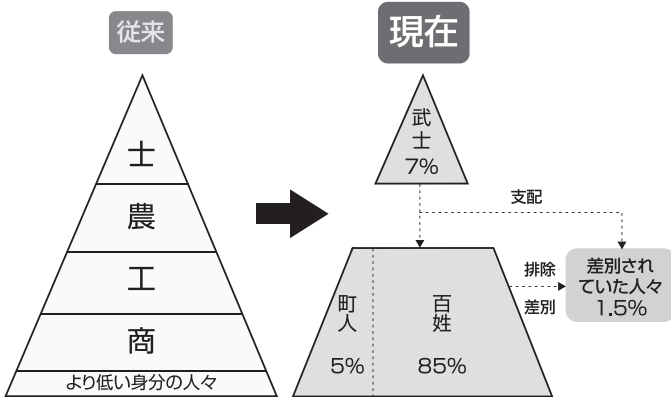 従来
士
農
工
商
より低い身分の人々
現在
武士
7%
支配
町人
5%
百姓
85%
排除
差別
差別され
ていた人々
1.5%